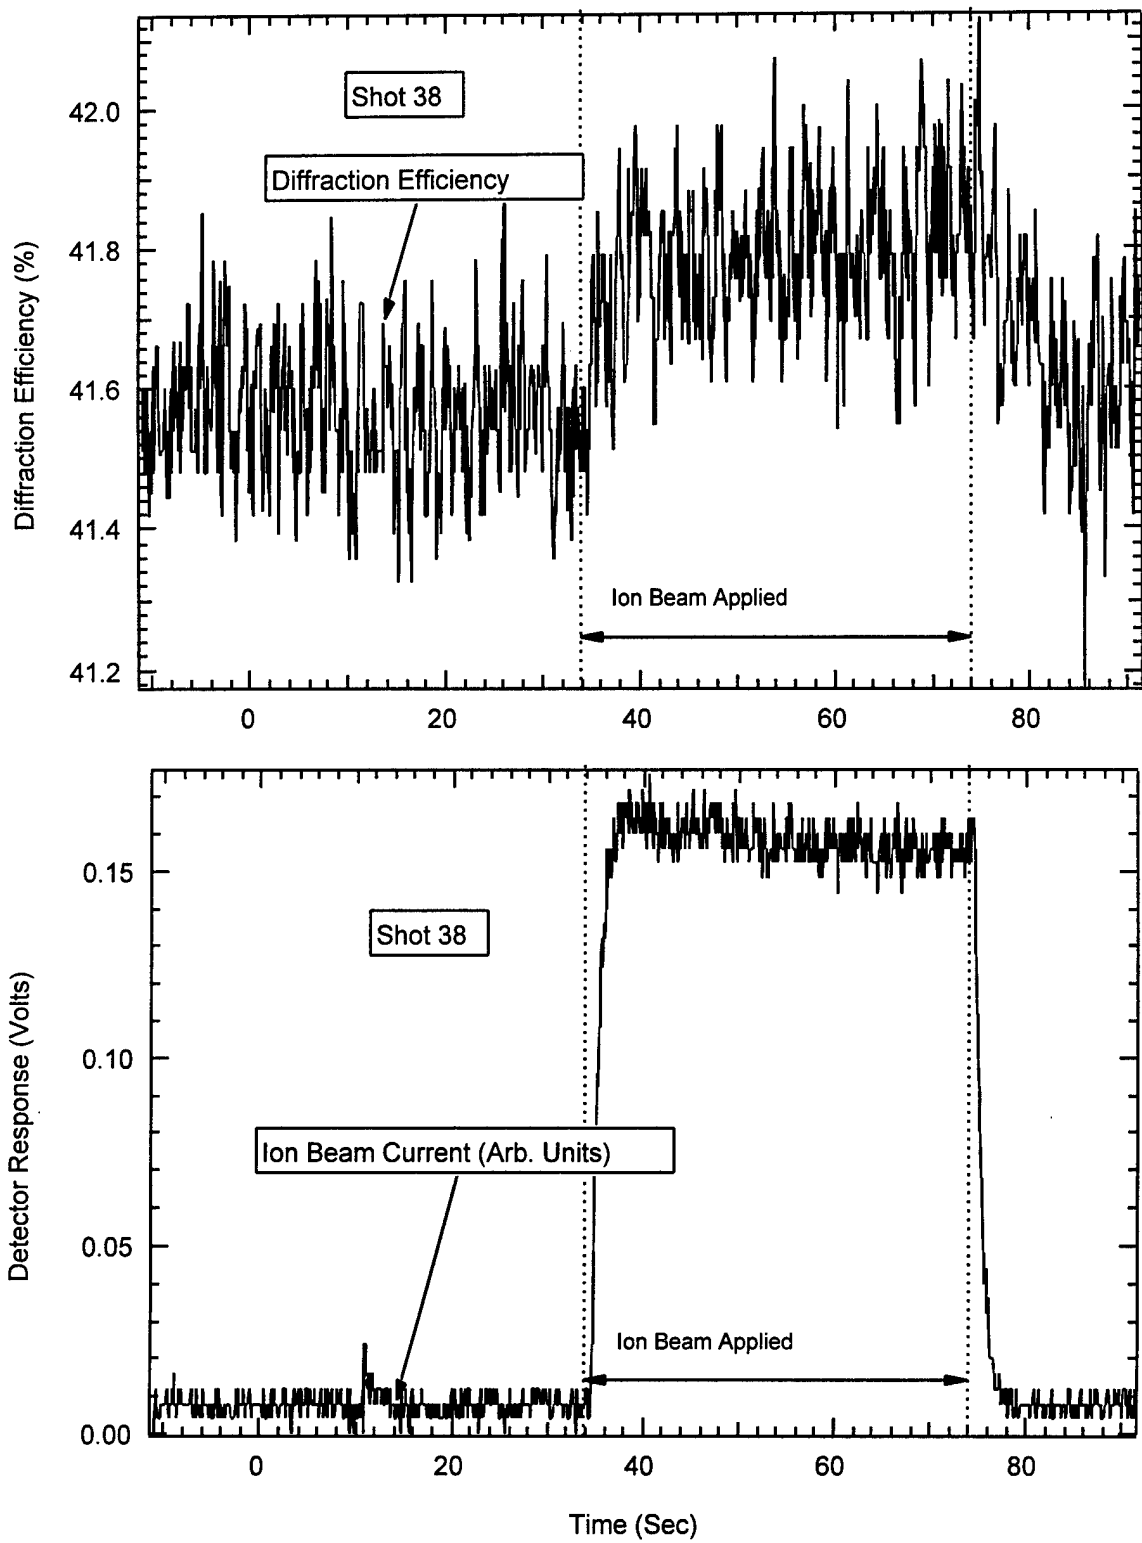 Shot 38
42.0
Diffraction Efficiency
41.8
Diffraction Efficiency (%)
41.6
41.4
Ion Beam Applied
41.2
0 20 40 60 80
0.15
Shot 38
Detector Response (Volts)
0.10
Ion Beam Current (Arb. Units)
0.05
Ion Beam Applied
0.00
0 20 40 60 80
Time (Sec)